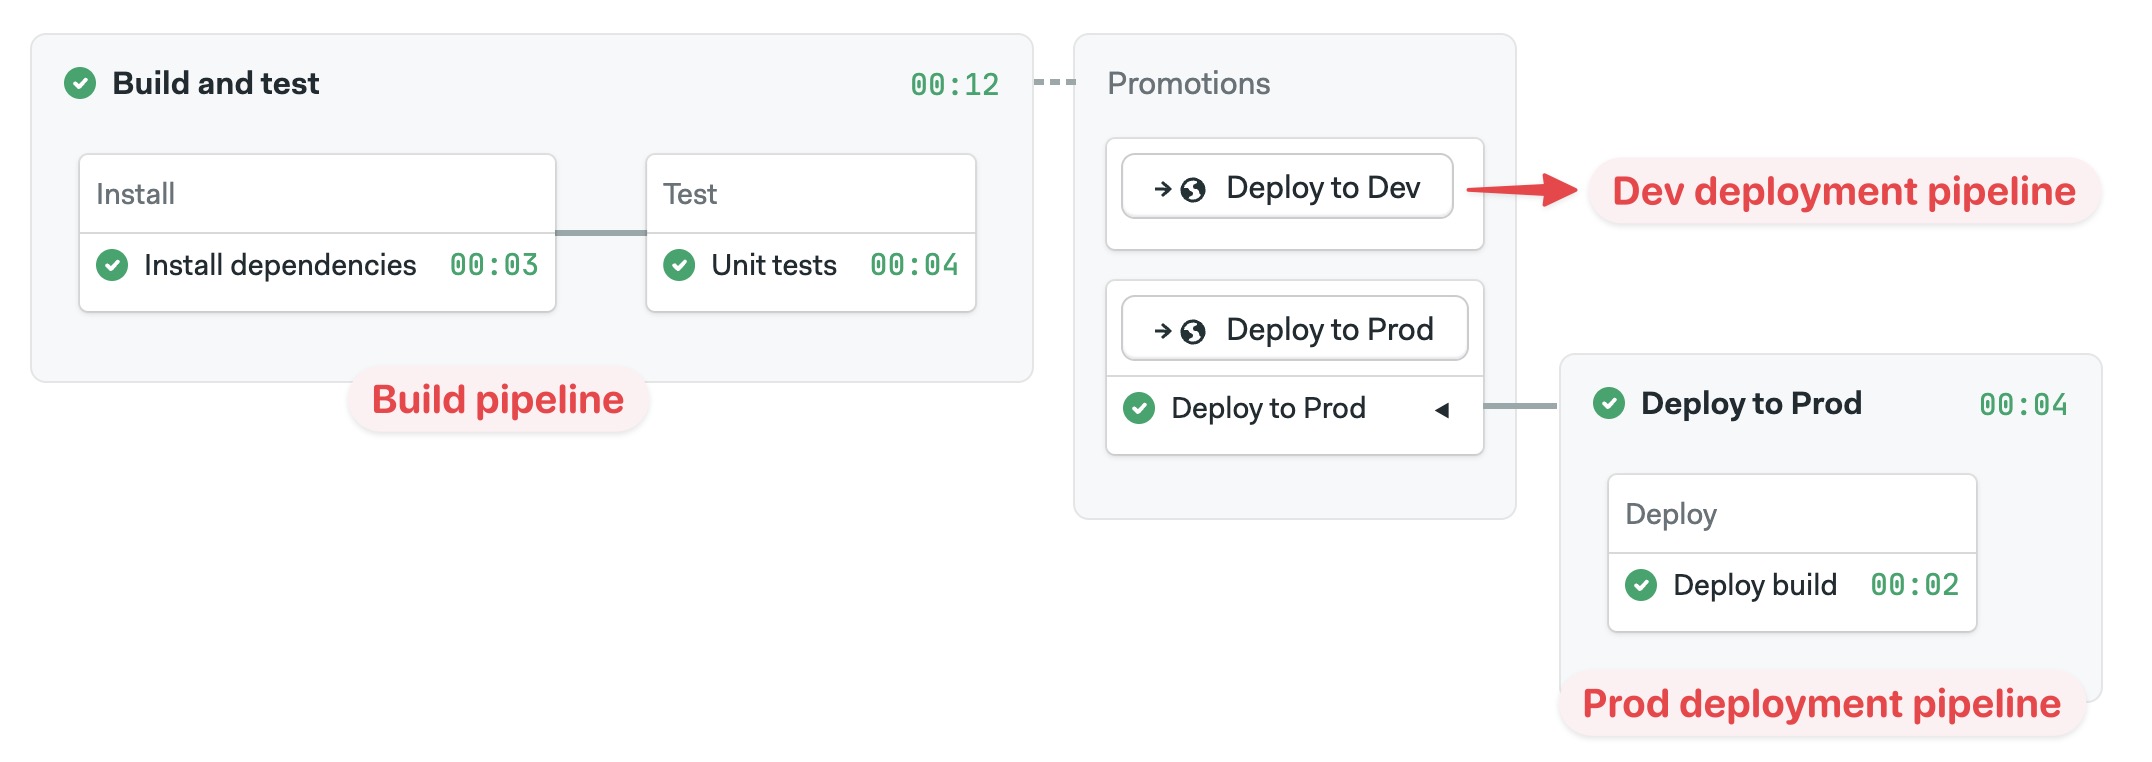 Build and test 00:12
Install
Install dependencies 00:03
Test
Unit tests 00:04
Build pipeline
Promotions
Deploy to Dev
Dev deployment pipeline
Deploy to Prod
Deploy to Prod
Deploy to Prod 00:04
Deploy
Deploy build 00:02
Prod deployment pipeline